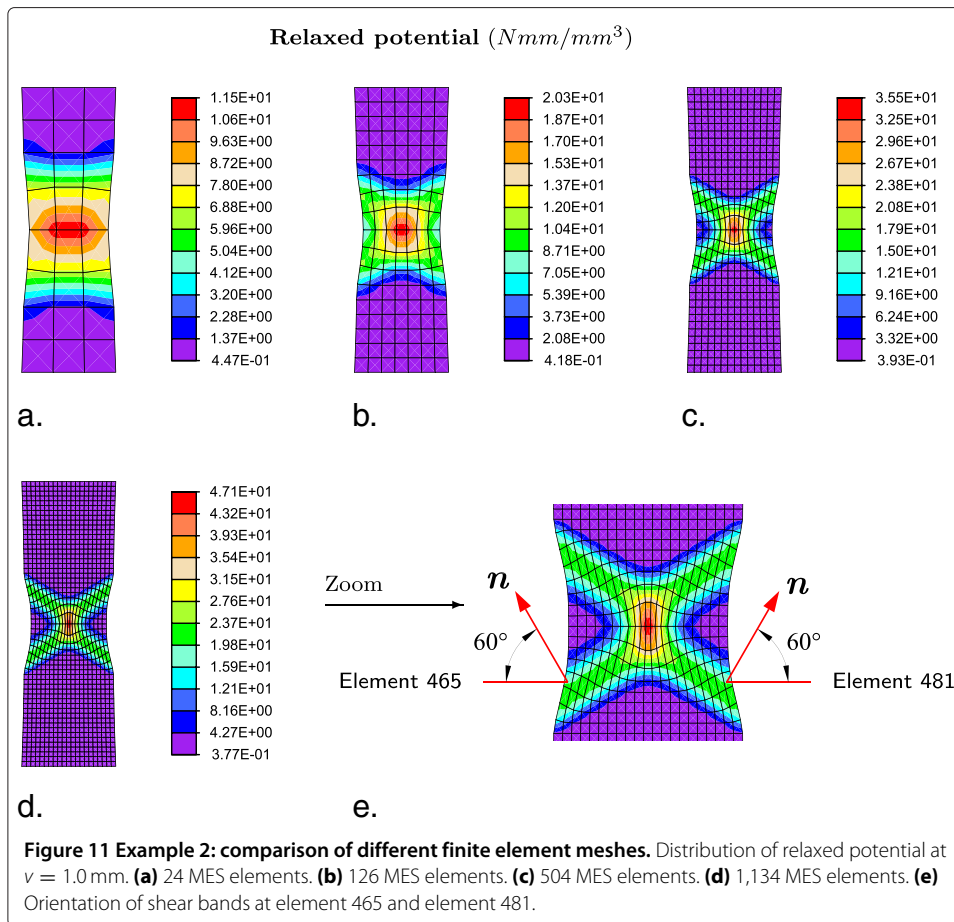 Relaxed potential (Nmm/mm³)
1.15E+01
1.06E+01
9.63E+00
8.72E+00
7.80E+00
6.88E+00
5.96E+00
5.04E+00
4.12E+00
3.20E+00
2.28E+00
1.37E+00
4.47E-01
a.
2.03E+01
1.87E+01
1.70E+01
1.53E+01
1.37E+01
1.20E+01
1.04E+01
8.71E+00
7.05E+00
5.39E+00
3.73E+00
2.08E+00
4.18E-01
b.
3.55E+01
3.25E+01
2.96E+01
2.67E+01
2.38E+01
2.08E+01
1.79E+01
1.50E+01
1.21E+01
9.16E+00
6.24E+00
3.32E+00
3.93E-01
c.
4.71E+01
4.32E+01
3.93E+01
3.54E+01
3.15E+01
2.76E+01
2.37E+01
1.98E+01
1.59E+01
1.21E+01
8.16E+00
4.27E+00
3.77E-01
d.
Zoom
n
60°
Element 465
n
60°
Element 481
e.
Figure 11 Example 2: comparison of different finite element meshes. Distribution of relaxed potential at
v = 1.0 mm. (a) 24 MES elements. (b) 126 MES elements. (c) 504 MES elements. (d) 1,134 MES elements. (e)
Orientation of shear bands at element 465 and element 481.